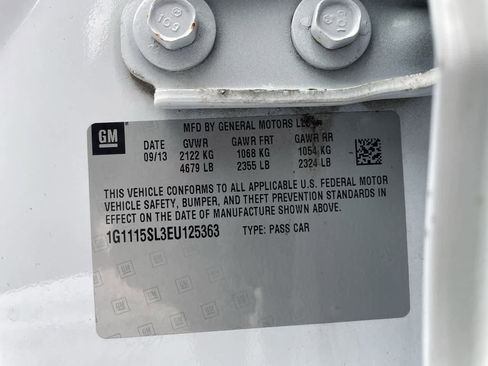 109
109
GM
MFD BY GENERAL MOTORS LLC
DATE GVWR GAWR FRT GAWR RR
09/13 2122 KG 1068 KG 1054 KG
4679 LB 2355 LB 2324 LB
THIS VEHICLE CONFORMS TO ALL APPLICABLE U.S. FEDERAL MOTOR
VEHICLE SAFETY, BUMPER, AND THEFT PREVENTION STANDARDS IN
EFFECT ON THE DATE OF MANUFACTURE SHOWN ABOVE.
1G1115SL3EU125363 TYPE: PASS CAR